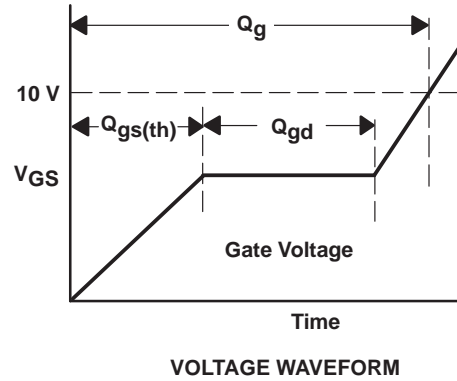 Qg
10 V
Qgs(th)
Qgd
VGS
Gate Voltage
Time
VOLTAGE WAVEFORM